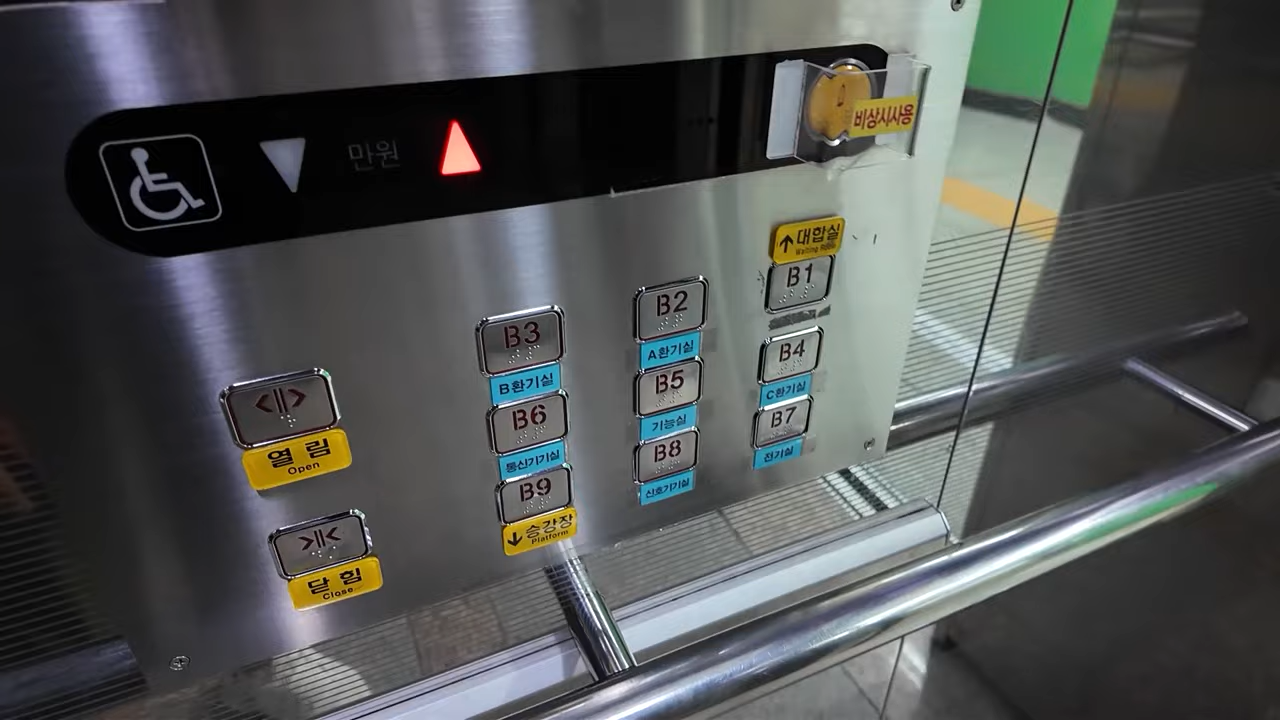 만원
비상시사용
↑대합실
Waiting Room
B1
B2
A환기실
B3
B환기실
B4
C환기실
B5
기능실
B6
통신기기실
B7
전기실
B8
신호기기실
B9
↓승강장
Platform
<||>
열림
Open
>||<
닫힘
Close